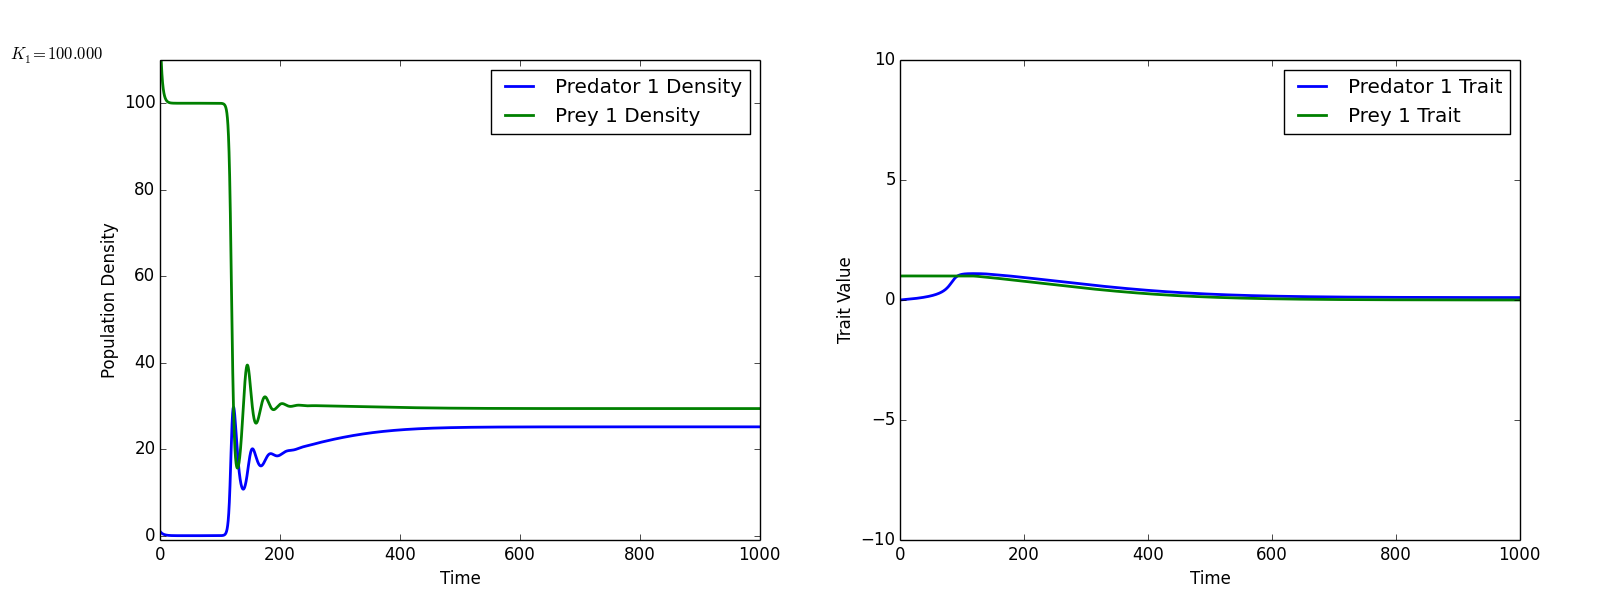 K1=100.000
Predator 1 Density
Prey 1 Density
100
80
60
40
20
0
Population Density
0 200 400 600 800 1000
Time
Predator 1 Trait
Prey 1 Trait
10
5
0
−5
−10
Trait Value
0 200 400 600 800 1000
Time